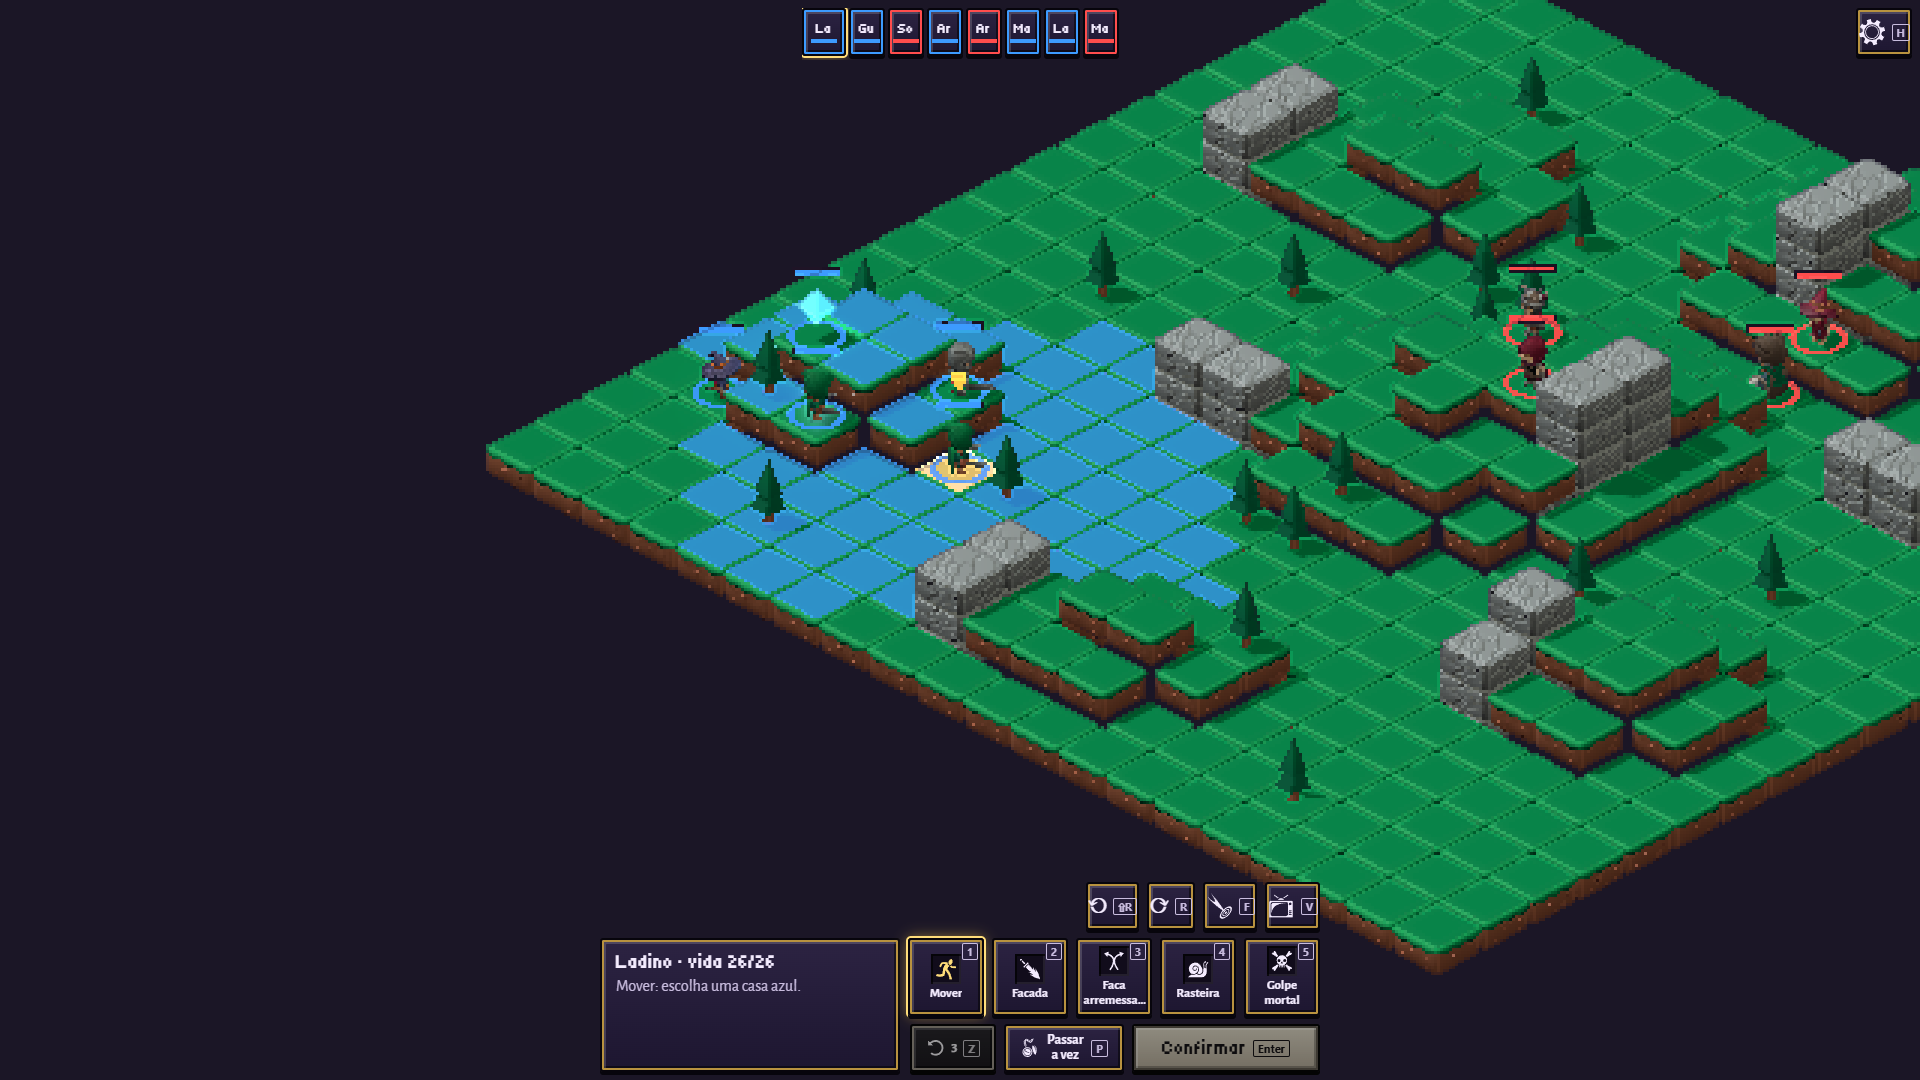 La Gu So Ar Ar Ma La Ma
H
⇧R R F V
Ladino · vida 26/26
Mover: escolha uma casa azul.
1 2 3 4 5
Mover
Facada
Faca
arremessa...
Rasteira
Golpe
mortal
3 Z
Passar
a vez
P
Confirmar Enter